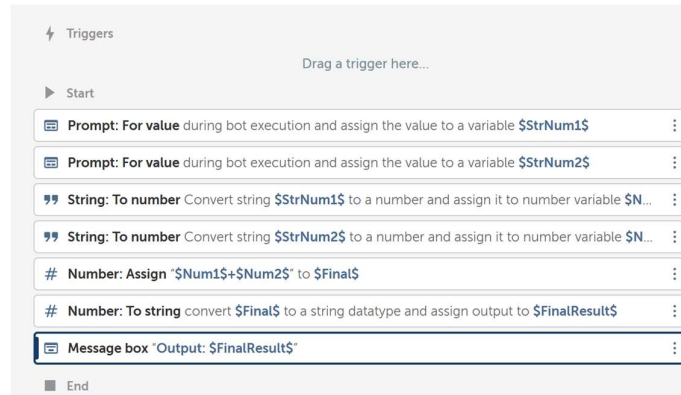 Triggers
Drag a trigger here...
Start
Prompt: For value during bot execution and assign the value to a variable $StrNum1$
Prompt: For value during bot execution and assign the value to a variable $StrNum2$
String: To number Convert string $StrNum1$ to a number and assign it to number variable $N...
String: To number Convert string $StrNum2$ to a number and assign it to number variable $N...
Number: Assign "$Num1$+$Num2$" to $Final$
Number: To string convert $Final$ to a string datatype and assign output to $FinalResult$
Message box "Output: $FinalResult$"
End